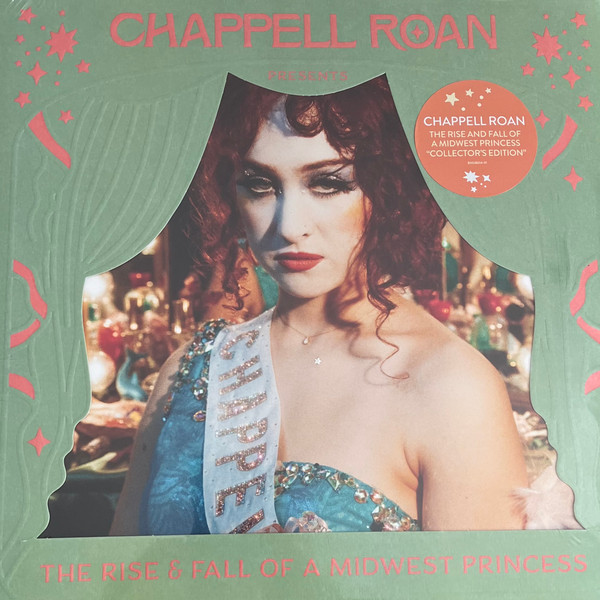 CHAPPELL ROAN
PRESENTS
CHAPPELL ROAN
THE RISE AND FALL OF
A MIDWEST PRINCESS
"COLLECTOR'S EDITION"
CHAPPEL
THE RISE & FALL OF A MIDWEST PRINCESS